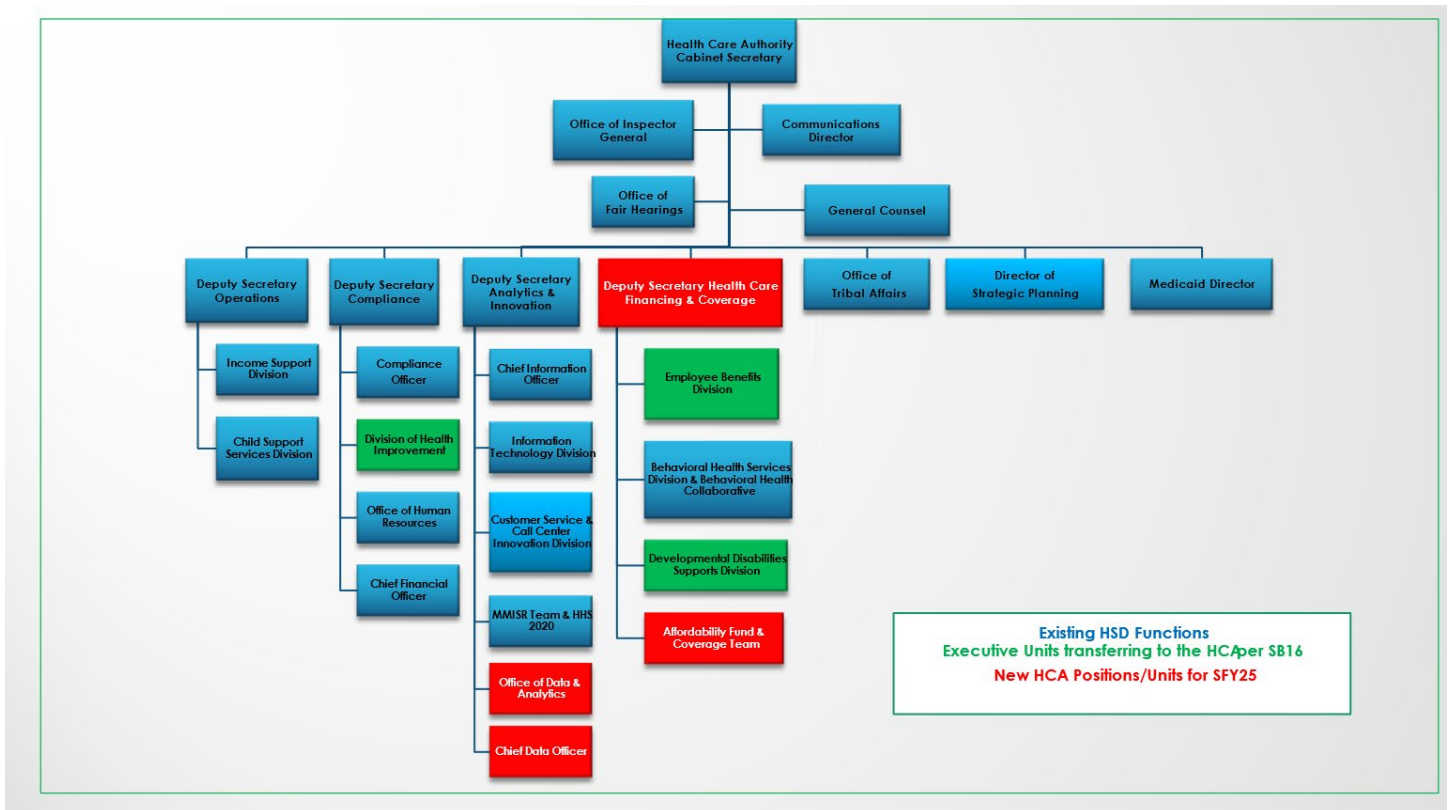 Health Care Authority
Cabinet Secretary
Office of Inspector
General
Communications
Director
Office of
Fair Hearings
General Counsel
Deputy Secretary
Operations
Deputy Secretary
Compliance
Deputy Secretary
Analytics &
Innovation
Deputy Secretary Health Care
Financing & Coverage
Office of
Tribal Affairs
Director of
Strategic Planning
Medicaid Director
Income Support
Division
Child Support
Services Division
Compliance
Officer
Division of Health
Improvement
Office of Human
Resources
Chief Financial
Officer
Chief Information
Officer
Information
Technology Division
Customer Service &
Call Center
Innovation Division
MMISR Team & HHS
2020
Office of Data &
Analytics
Chief Data Officer
Employee Benefits
Division
Behavioral Health Services
Division & Behavioral Health
Collaborative
Developmental Disabilities
Supports Division
Affordability Fund &
Coverage Team
Existing HSD Functions
Executive Units transferring to the HCAper SB16
New HCA Positions/Units for SFY25